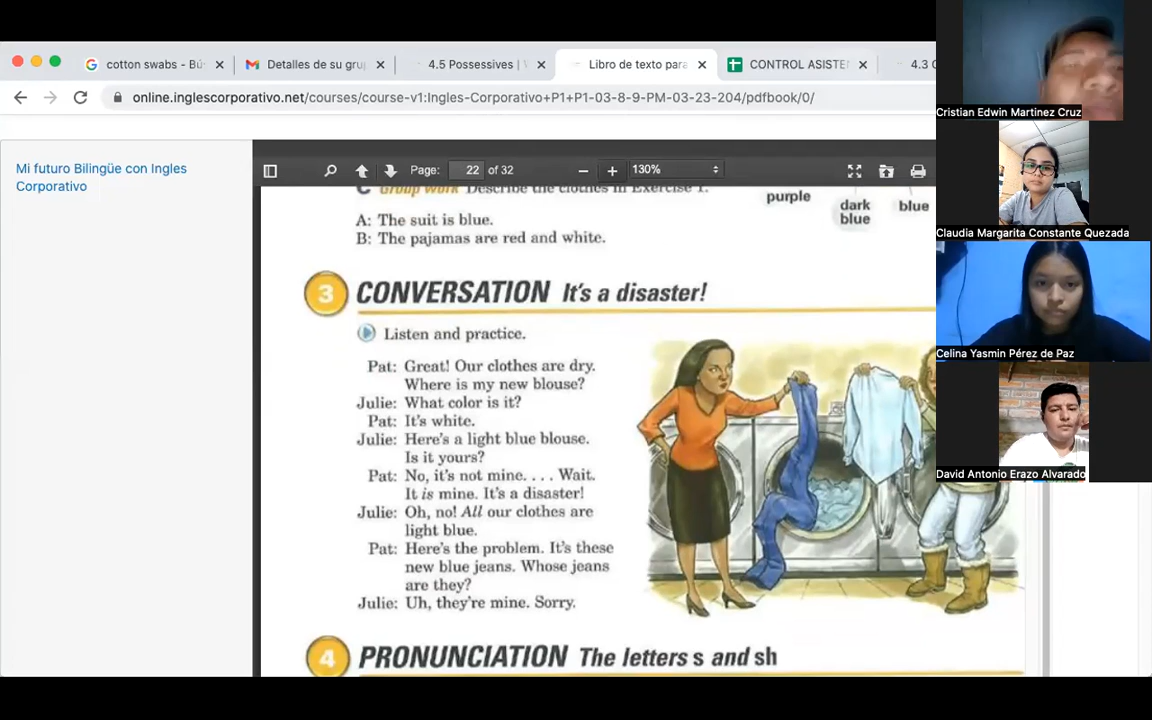 cotton swabs - Bú
Detalles de su gru
4.5 Possessives |
Libro de texto para
CONTROL ASISTE
online.inglescorporativo.net/courses/course-v1:Ingles-Corporativo+P1+P1-03-8-9-PM-03-23-204/pdfbook/0/
Mi futuro Bilingüe con Ingles
Corporativo
Page: 22 of 32
130%
C Group Work Describe the clothes in Exercise 1.
A: The suit is blue.
B: The pajamas are red and white.
purple
dark
blue
blue
3 CONVERSATION It's a disaster!
Listen and practice.
Pat: Great! Our clothes are dry.
Where is my new blouse?
Julie: What color is it?
Pat: It's white.
Julie: Here's a light blue blouse.
Is it yours?
Pat: No, it's not mine. . . . Wait.
It is mine. It's a disaster!
Julie: Oh, no! All our clothes are
light blue.
Pat: Here's the problem. It's these
new blue jeans. Whose jeans
are they?
Julie: Uh, they're mine. Sorry.
4 PRONUNCIATION The letters s and sh
Cristian Edwin Martinez Cruz
Claudia Margarita Constante Quezada
Celina Yasmin Pérez de Paz
David Antonio Erazo Alvarado